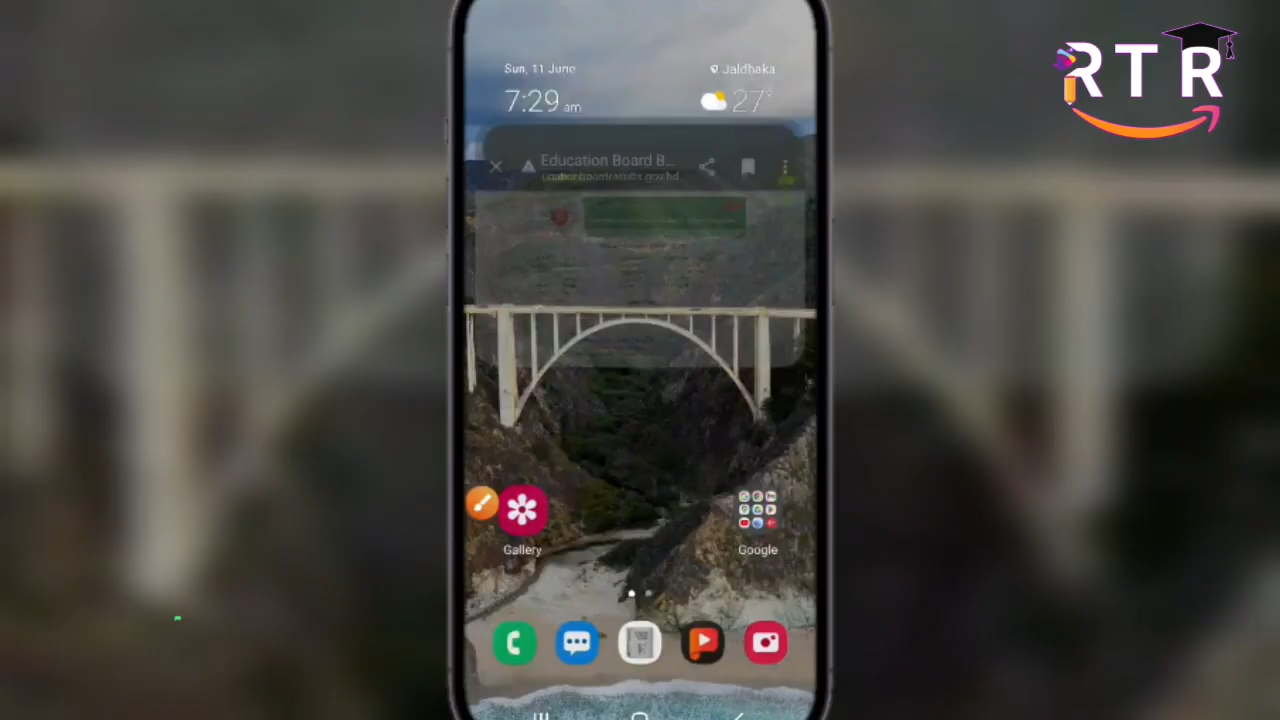 RTR
Sun, 11 June
Jaldhaka
7:29 am
27°
Education Board B...
Gallery
Google